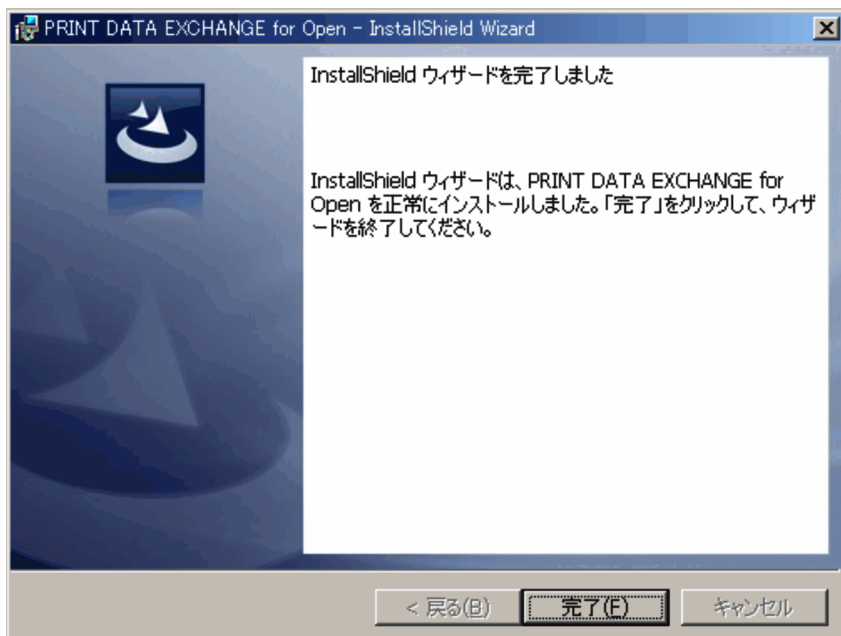 PRINT DATA EXCHANGE for Open - InstallShield Wizard
InstallShield ウィザードを完了しました
InstallShield ウィザードは、PRINT DATA EXCHANGE for
Open を正常にインストールしました。「完了」をクリックして、ウィザ
ードを終了してください。
< 戻る(B)
完了(F)
キャンセル